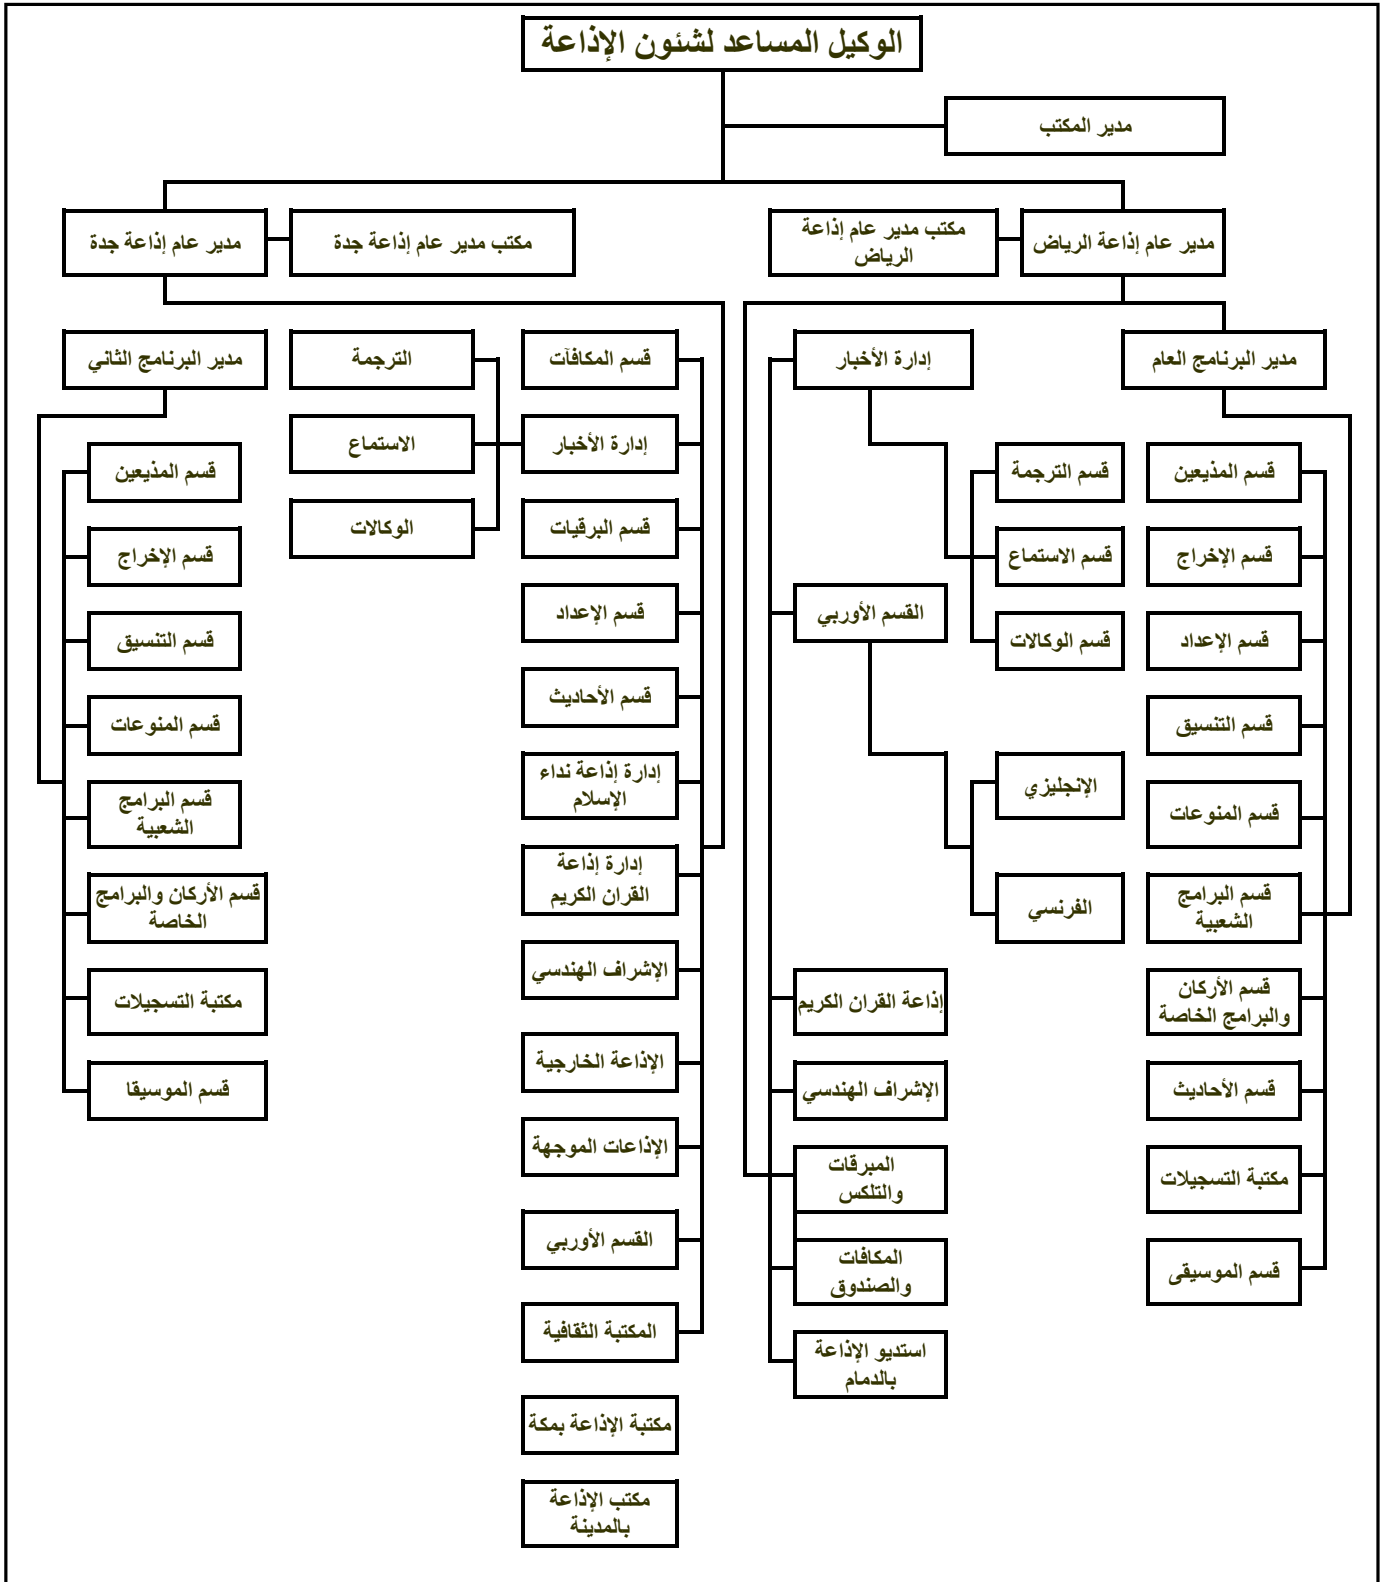 الوكيل المساعد لشئون الإذاعة
مدير المكتب
مدير عام إذاعة الرياض
مكتب مدير عام إذاعة
الرياض
مكتب مدير عام إذاعة جدة
مدير عام إذاعة جدة
مدير البرنامج العام
قسم المذيعين
قسم الإخراج
قسم الإعداد
قسم التنسيق
قسم المنوعات
قسم البرامج
الشعبية
قسم الأركان
والبرامج الخاصة
قسم الأحاديث
مكتبة التسجيلات
قسم الموسيقى
إدارة الأخبار
قسم الترجمة
قسم الاستماع
قسم الوكالات
القسم الأوربي
الإنجليزي
الفرنسي
إذاعة القران الكريم
الإشراف الهندسي
المبرقات
والتلكس
المكافات
والصندوق
استديو الإذاعة
بالدمام
قسم المكافآت
إدارة الأخبار
الترجمة
الاستماع
الوكالات
قسم البرقيات
قسم الإعداد
قسم الأحاديث
إدارة إذاعة نداء
الإسلام
إدارة إذاعة
القران الكريم
الإشراف الهندسي
الإذاعة الخارجية
الإذاعات الموجهة
القسم الأوربي
المكتبة الثقافية
مكتبة الإذاعة بمكة
مكتب الإذاعة
بالمدينة
مدير البرنامج الثاني
قسم المذيعين
قسم الإخراج
قسم التنسيق
قسم المنوعات
قسم البرامج
الشعبية
قسم الأركان والبرامج
الخاصة
مكتبة التسجيلات
قسم الموسيقا